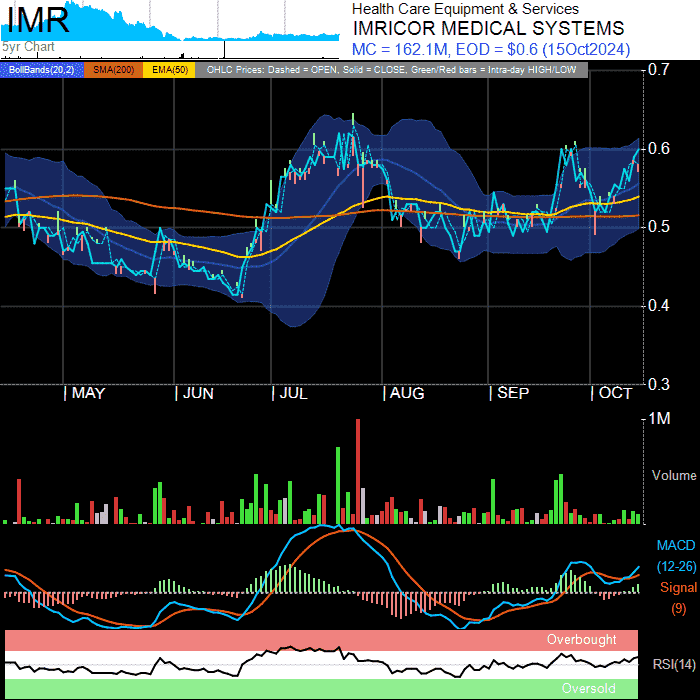 IMR
5yr Chart
Health Care Equipment & Services
IMRICOR MEDICAL SYSTEMS
MC = 162.1M, EOD = $0.6 (15Oct2024)
BollBands(20,2) SMA(200) EMA(50) OHLC Prices: Dashed = OPEN, Solid = CLOSE, Green/Red bars = Intra-day HIGH/LOW
0.7
0.6
0.5
0.4
0.3
| MAY | JUN | JUL | AUG | SEP | OCT
1M
Volume
MACD
(12-26)
Signal
(9)
Overbought
RSI(14)
Oversold